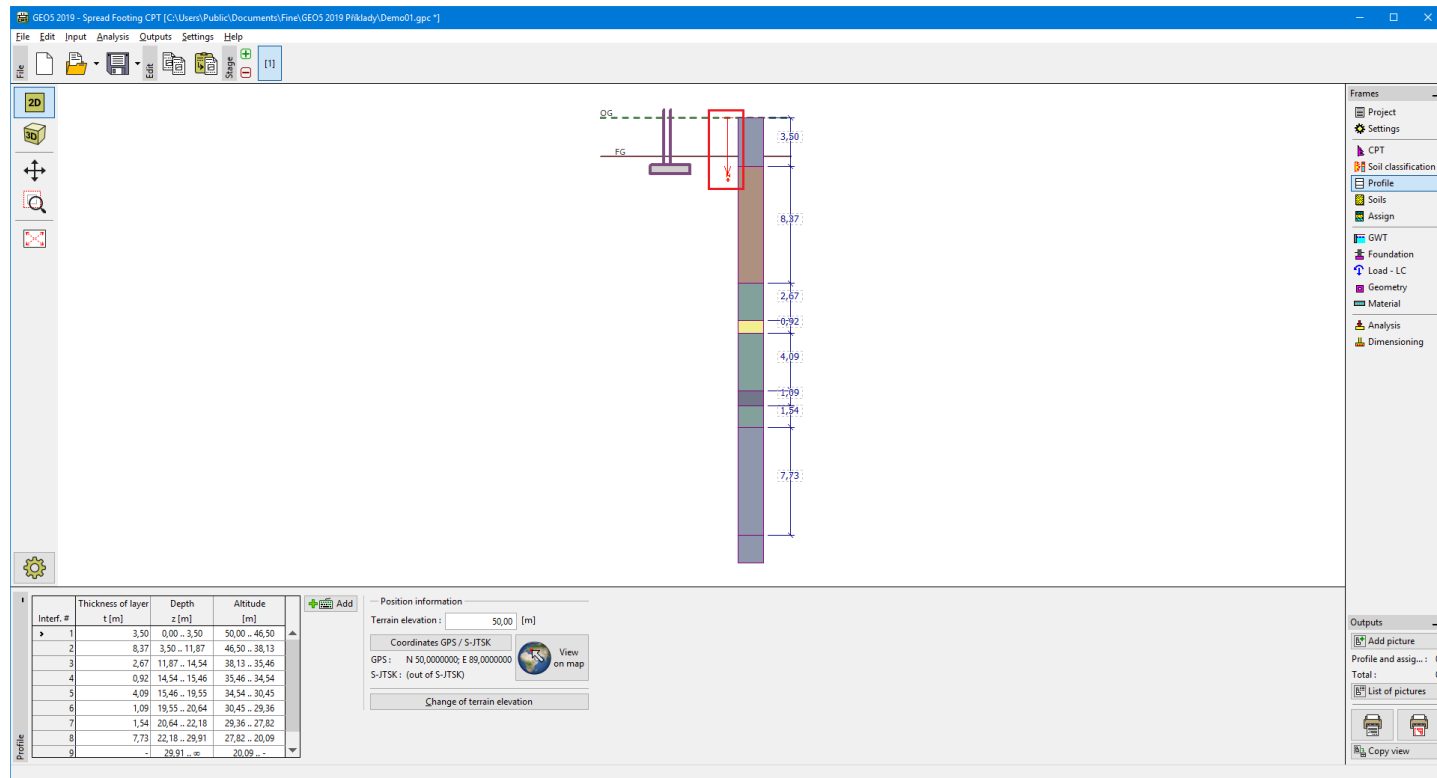 GEO5 2019 - Spread Footing CPT [C:\Users\Public\Documents\Fine\GEO5 2019 Příklady\Demo01.gpc *]
File Edit Input Analysis Outputs Settings Help
File Edit Stage [1]
2D
3D
OG
FG
3,50
8,37
2,67
0,92
4,09
1,09
1,54
7,73
Frames
Project
Settings
CPT
Soil classification
Profile
Soils
Assign
GWT
Foundation
Load - LC
Geometry
Material
Analysis
Dimensioning
Outputs
Add picture
Profile and assig... :
Total :
List of pictures
Copy view
Profile
Thickness of layer Depth Altitude
Interf. # t [m] z [m] [m]
> 1 3,50 0,00 .. 3,50 50,00 .. 46,50
2 8,37 3,50 .. 11,87 46,50 .. 38,13
3 2,67 11,87 .. 14,54 38,13 .. 35,46
4 0,92 14,54 .. 15,46 35,46 .. 34,54
5 4,09 15,46 .. 19,55 34,54 .. 30,45
6 1,09 19,55 .. 20,64 30,45 .. 29,36
7 1,54 20,64 .. 22,18 29,36 .. 27,82
8 7,73 22,18 .. 29,91 27,82 .. 20,09
9 - 29,91 .. ∞ 20,09 .. -
Add
Position information
Terrain elevation : 50,00 [m]
Coordinates GPS / S-JTSK
GPS : N 50,0000000; E 89,0000000
S-JTSK : (out of S-JTSK)
View
on map
Change of terrain elevation